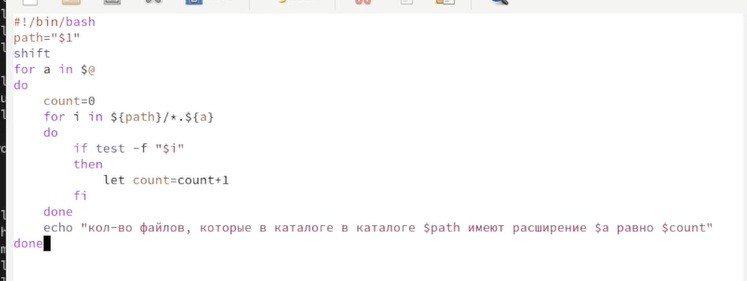 #!/bin/bash
path="$1"
shift
for a in $@
do
    count=0
    for i in ${path}/*.${a}
    do
        if test -f "$i"
        then
            let count=count+1
        fi
    done
    echo "кол-во файлов, которые в каталоге в каталоге $path имеют расширение $a равно $count"
done